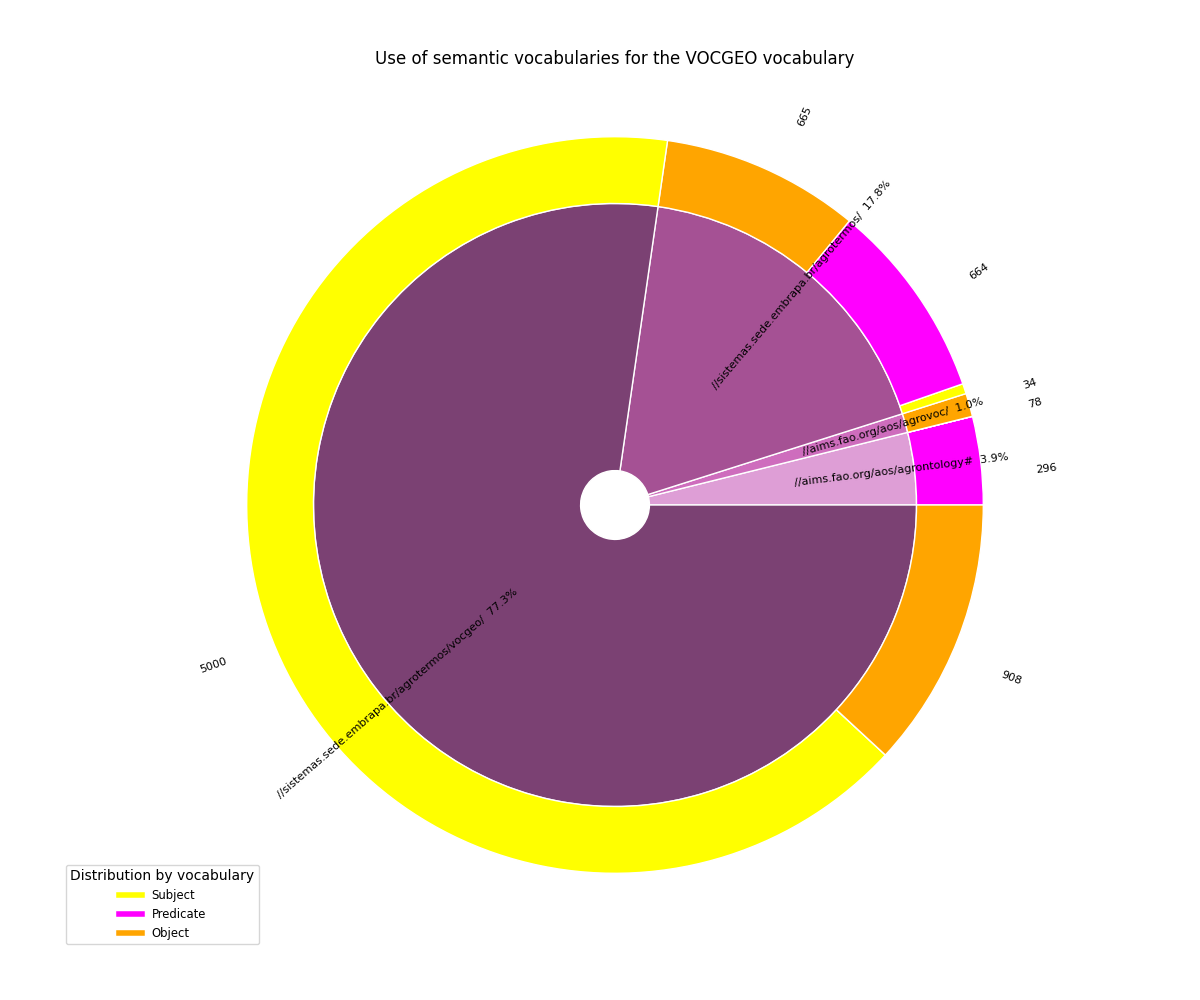 Use of semantic vocabularies for the VOCGEO vocabulary
665
//sistemas.sede.embrapa.br/agrotermos/ 17.8%
664
34
78
//aims.fao.org/aos/agrovoc/ 1.0%
//aims.fao.org/aos/agrontology# 3.9%
296
//sistemas.sede.embrapa.br/agrotermos/vocgeo/ 77.3%
5000
908
Distribution by vocabulary
Subject
Predicate
Object